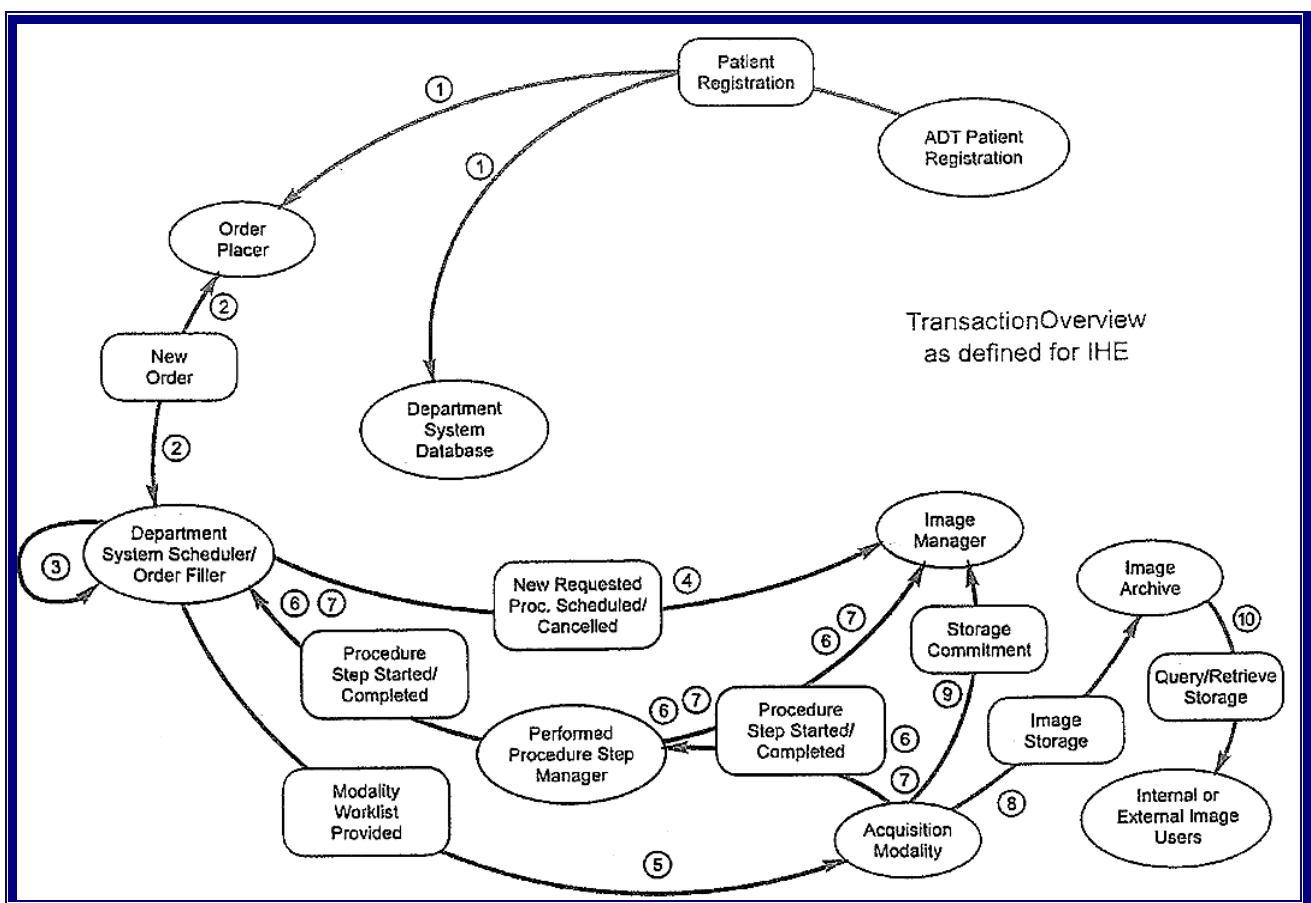 Patient
Registration
1
ADT Patient
Registration
1
Order
Placer
2
New
Order
TransactionOverview
as defined for IHE
Department
System
Database
2
Department
System Scheduler/
Order Filler
3
Image
Manager
4
New Requested
Proc. Scheduled/
Cancelled
Image
Archive
6 7
10
Procedure
Step Started/
Completed
6 7
Storage
Commitment
Query/Retrieve
Storage
6 7
Procedure
Step Started/
Completed
9
Performed
Procedure Step
Manager
6
7
Image
Storage
8
Modality
Worklist
Provided
Acquisition
Modality
Internal or
External Image
Users
5